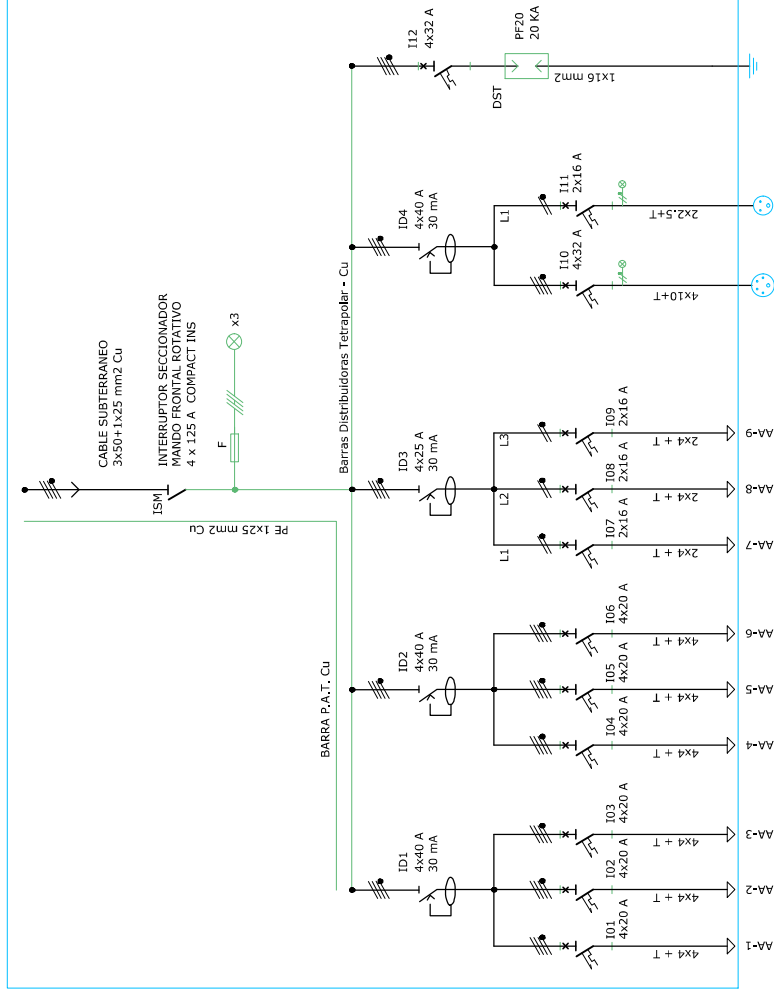 I12
4x32 A
PF20
20 KA
DST
1x16 mm2
CABLE SUBTERRANEO
3x50+1x25 mm2 Cu
INTERRUPTOR SECCIONADOR
MANDO FRONTAL ROTATIVO
4 x 125 A COMPACT INS
ISM
F
x3
PE 1x25 mm2 Cu
BARRA P.A.T. Cu
Barras Distribuidoras Tetrapolar - Cu
ID1
4x40 A
30 mA
ID2
4x40 A
30 mA
ID3
4x25 A
30 mA
ID4
4x40 A
30 mA
L1
L2
L3
L1
I01
4x20 A
I02
4x20 A
I03
4x20 A
I04
4x20 A
I05
4x20 A
I06
4x20 A
I07
2x16 A
I08
2x16 A
I09
2x16 A
I10
4x32 A
I11
2x16 A
4x4 + T
4x4 + T
4x4 + T
4x4 + T
4x4 + T
4x4 + T
2x4 + T
2x4 + T
2x4 + T
4x10+T
2x2.5+T
AA-1
AA-2
AA-3
AA-4
AA-5
AA-6
AA-7
AA-8
AA-9